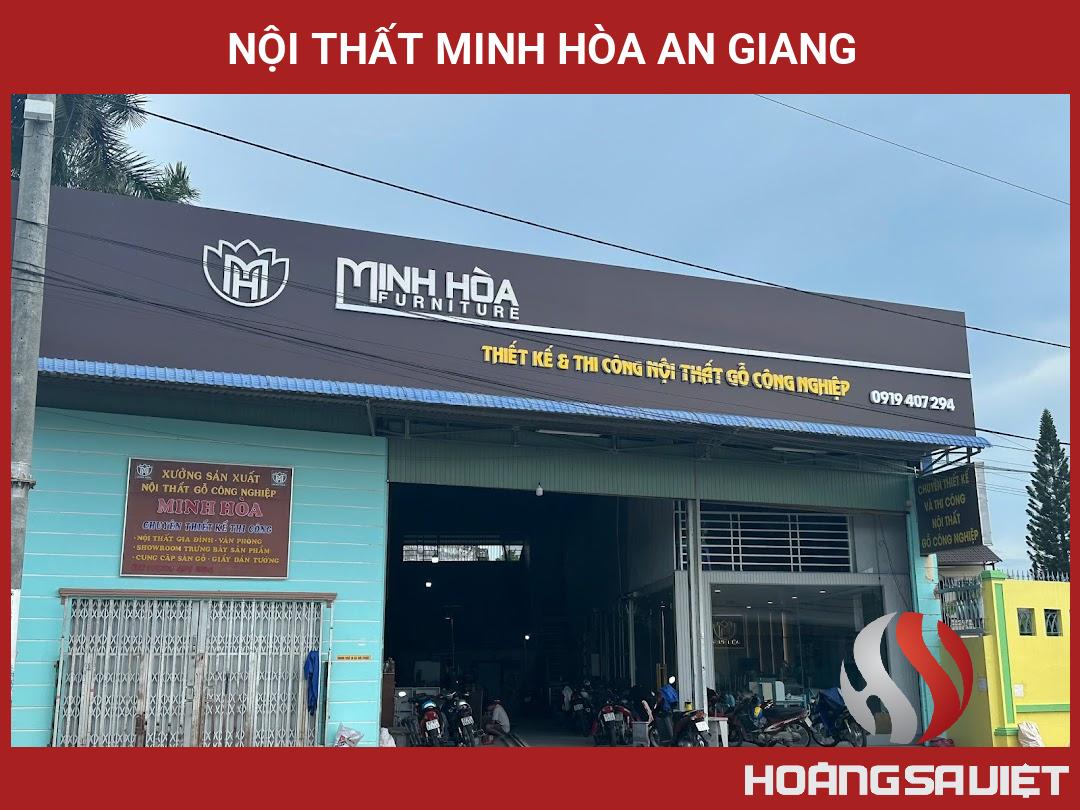 NỘI THẤT MINH HÒA AN GIANG
MH
MINH HÒA
FURNITURE
THIẾT KẾ & THI CÔNG NỘI THẤT GỖ CÔNG NGHIỆP
0919 407 294
XƯỞNG SẢN XUẤT
NỘI THẤT GỖ CÔNG NGHIỆP
MINH HÒA
CHUYÊN THIẾT KẾ THI CÔNG
• NỘI THẤT GIA ĐÌNH - VĂN PHÒNG
• SHOWROOM TRƯNG BÀY SẢN PHẨM
• CUNG CẤP SÀN GỖ - GIẤY DÁN TƯỜNG
CHUYÊN THIẾT KẾ
VÀ THI CÔNG
NỘI THẤT
GỖ CÔNG NGHIỆP
HOÀNG SA VIỆT